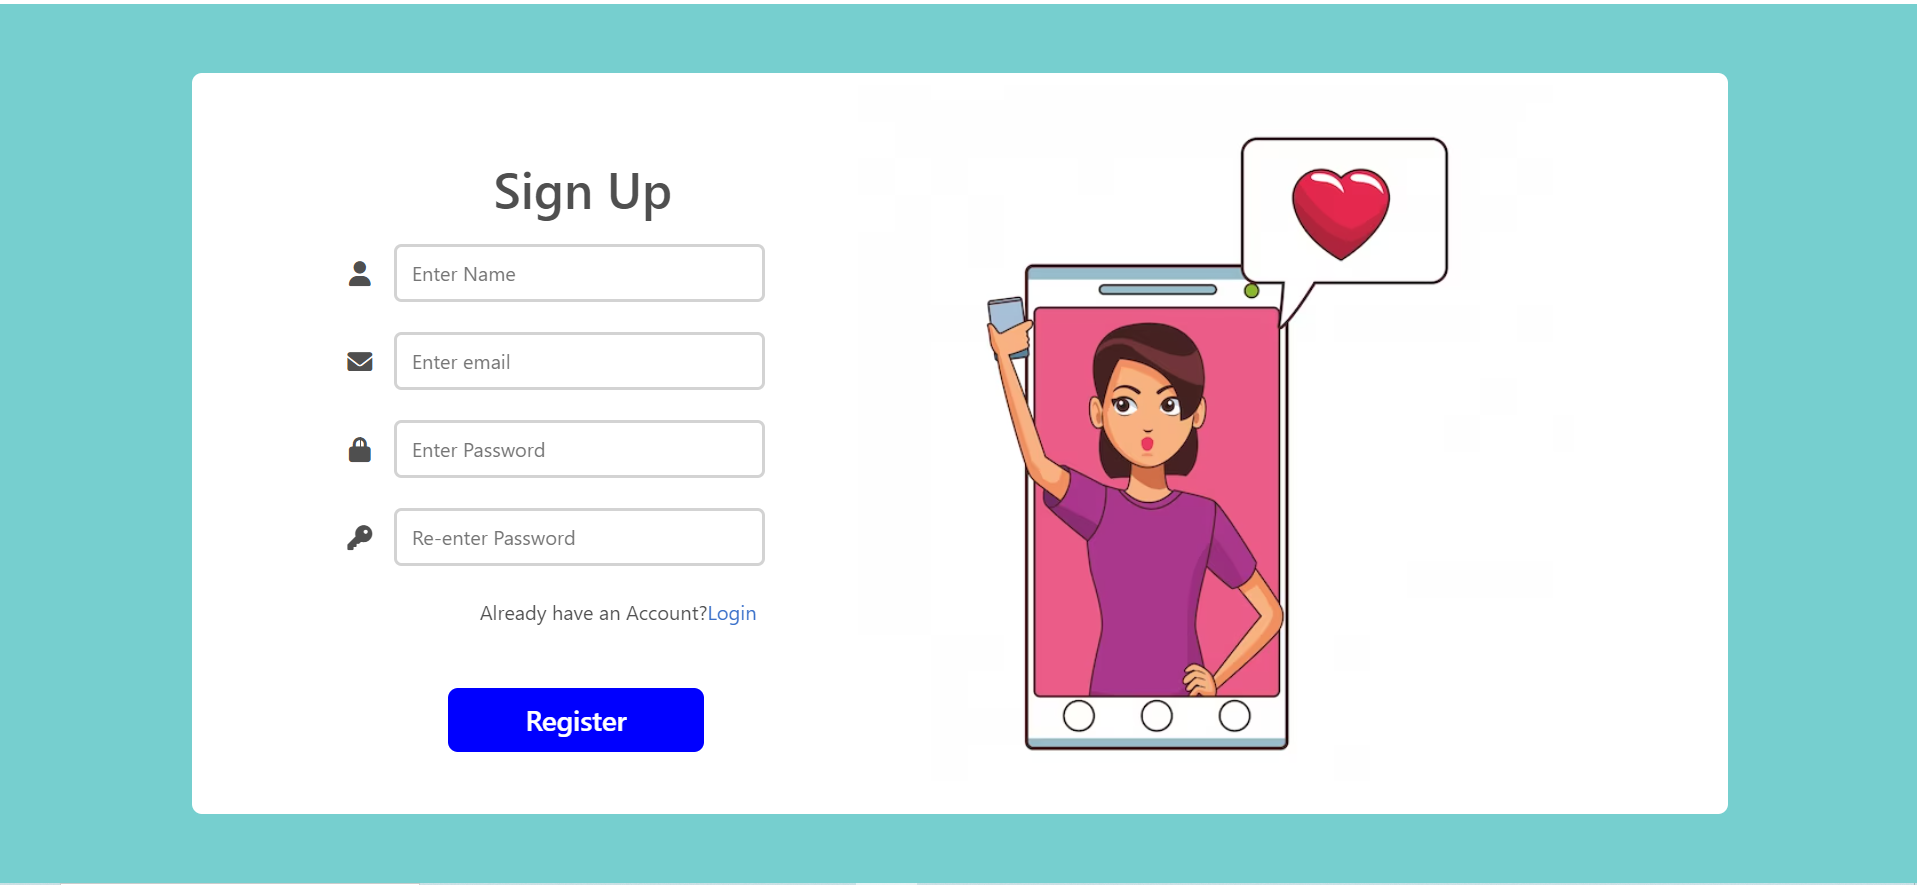 Sign Up
Enter Name
Enter email
Enter Password
Re-enter Password
Already have an Account?Login
Register